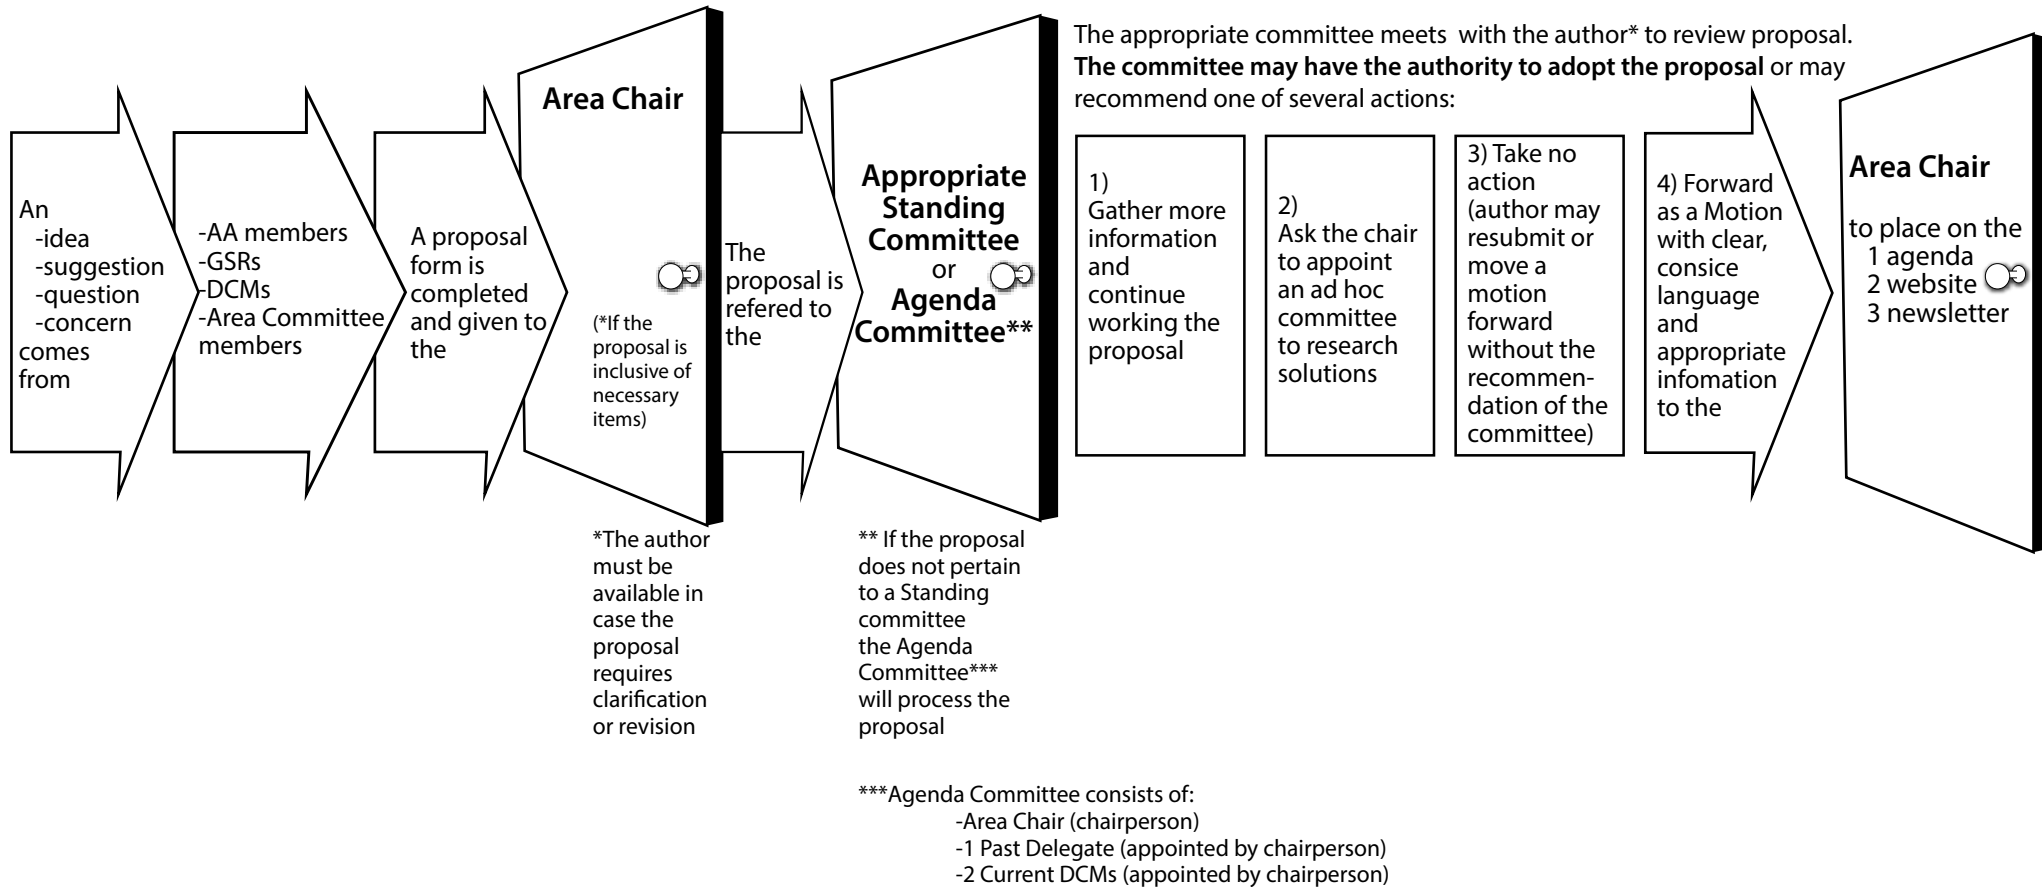 An
-idea
-suggestion
-question
-concern
comes
from
-AA members
-GSRs
-DCMs
-Area Committee
members
A proposal
form is
completed
and given to
the
Area Chair
(*If the
proposal is
inclusive of
necessary
items)
*The author
must be
available in
case the
proposal
requires
clarification
or revision
The
proposal is
refered to
the
Appropriate
Standing
Committee
or
Agenda
Committee**
** If the proposal
does not pertain
to a Standing
committee
the Agenda
Committee***
will process the
proposal
***Agenda Committee consists of:
-Area Chair (chairperson)
-1 Past Delegate (appointed by chairperson)
-2 Current DCMs (appointed by chairperson)
The appropriate committee meets with the author* to review proposal.
The committee may have the authority to adopt the proposal or may
recommend one of several actions:
1)
Gather more
information
and
continue
working the
proposal
2)
Ask the chair
to appoint
an ad hoc
committee
to research
solutions
3) Take no
action
(author may
resubmit or
move a
motion
forward
without the
recommen-
dation of the
committee)
4) Forward
as a Motion
with clear,
consice
language
and
appropriate
infomation
to the
Area Chair
to place on the
1 agenda
2 website
3 newsletter